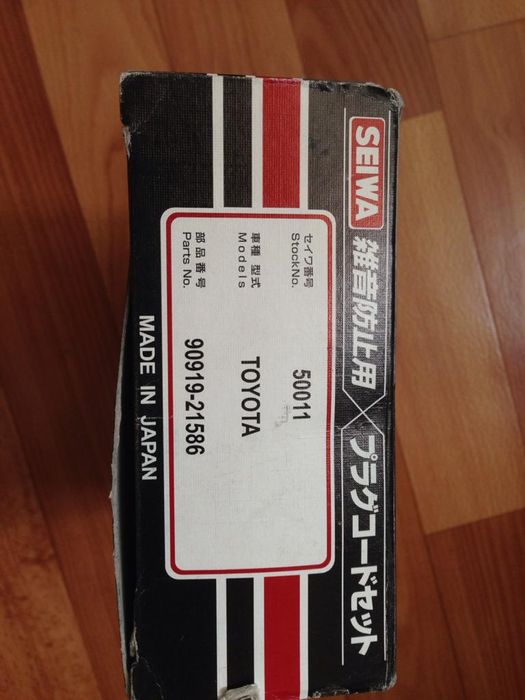 SEIWA
雑音防止用
プラグコードセット
セイワ番号
StockNo.
50011
車種 型式
Models
TOYOTA
部品番号
Parts No.
90919-21586
MADE IN JAPAN